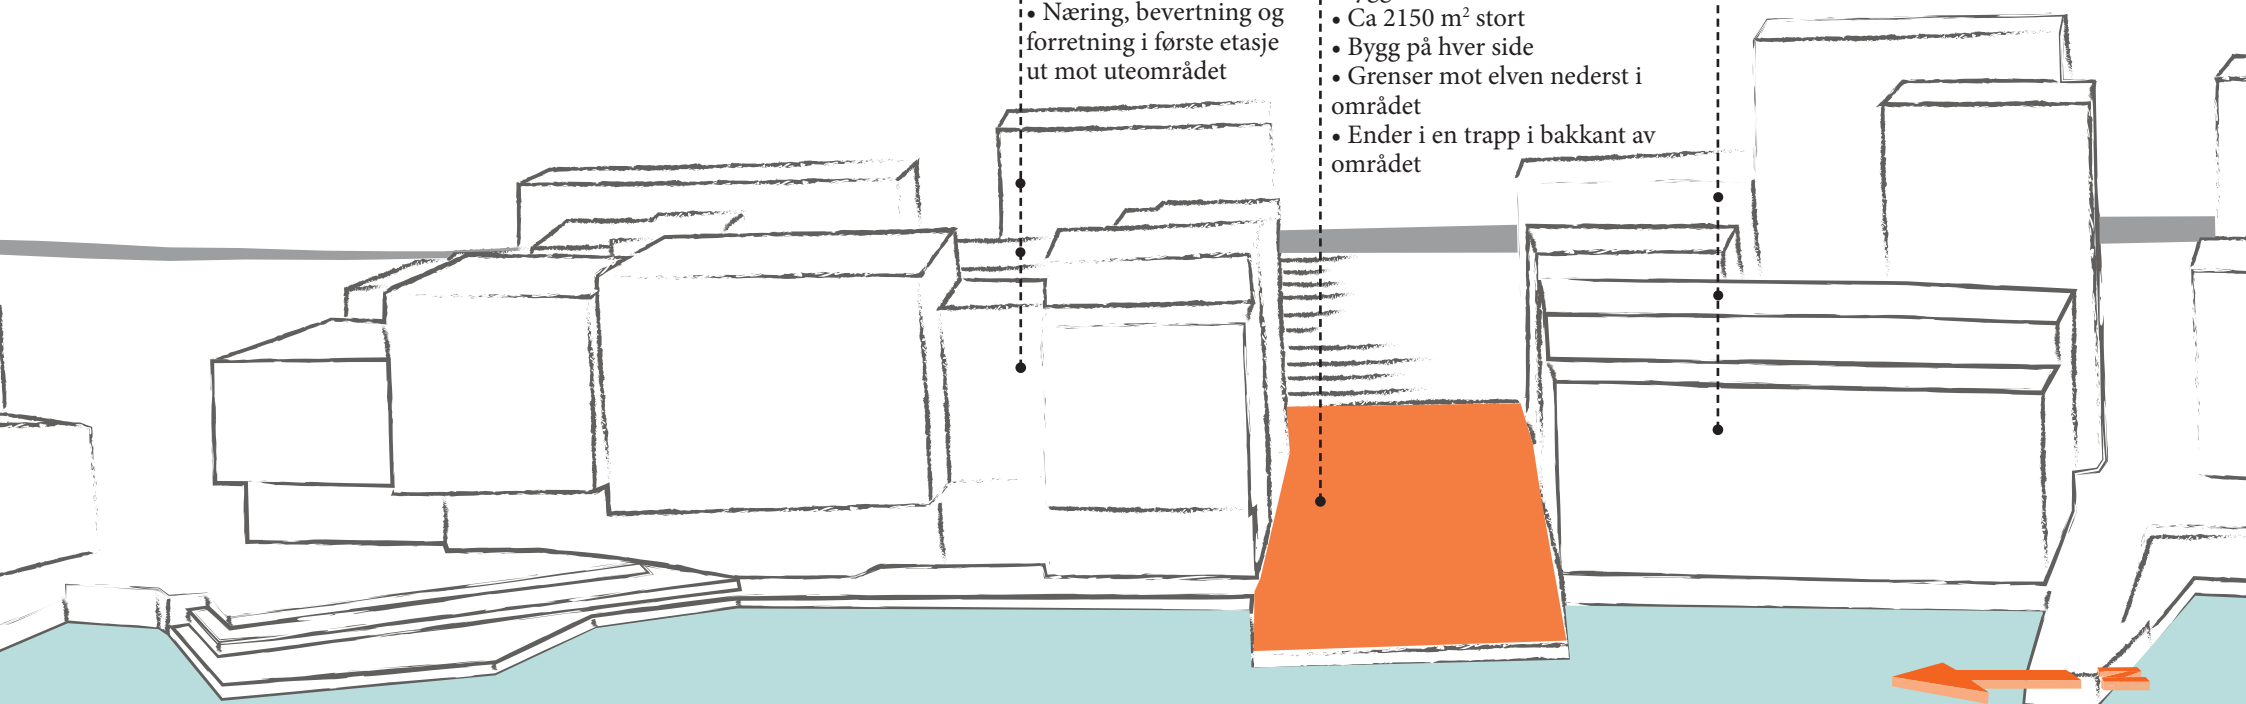 • Næring, bevertning og
forretning i første etasje
ut mot uteområdet
• Ca 2150 m² stort
• Bygg på hver side
• Grenser mot elven nederst i
området
• Ender i en trapp i bakkant av
området
N